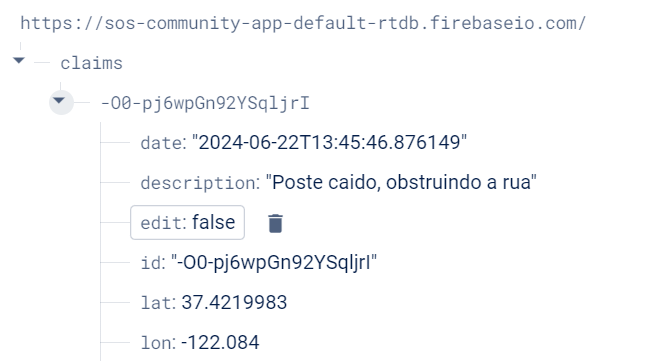 https://sos-community-app-default-rtdb.firebaseio.com/
claims
-O0-pj6wpGn92YSqljrI
date: "2024-06-22T13:45:46.876149"
description: "Poste caido, obstruindo a rua"
edit: false
id: "-O0-pj6wpGn92YSqljrI"
lat: 37.4219983
lon: -122.084